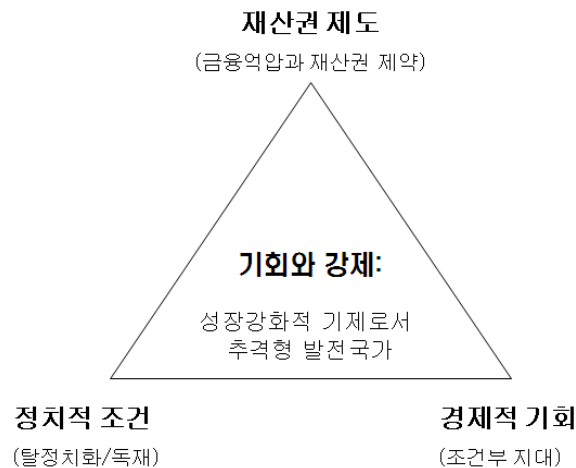 재산권 제도
(금융억압과 재산권 제약)
기회와 강제:
성장강화적 기제로서
추격형 발전국가
정치적 조건
경제적 기회
(탈정치화/독재)
(조건부 지대)